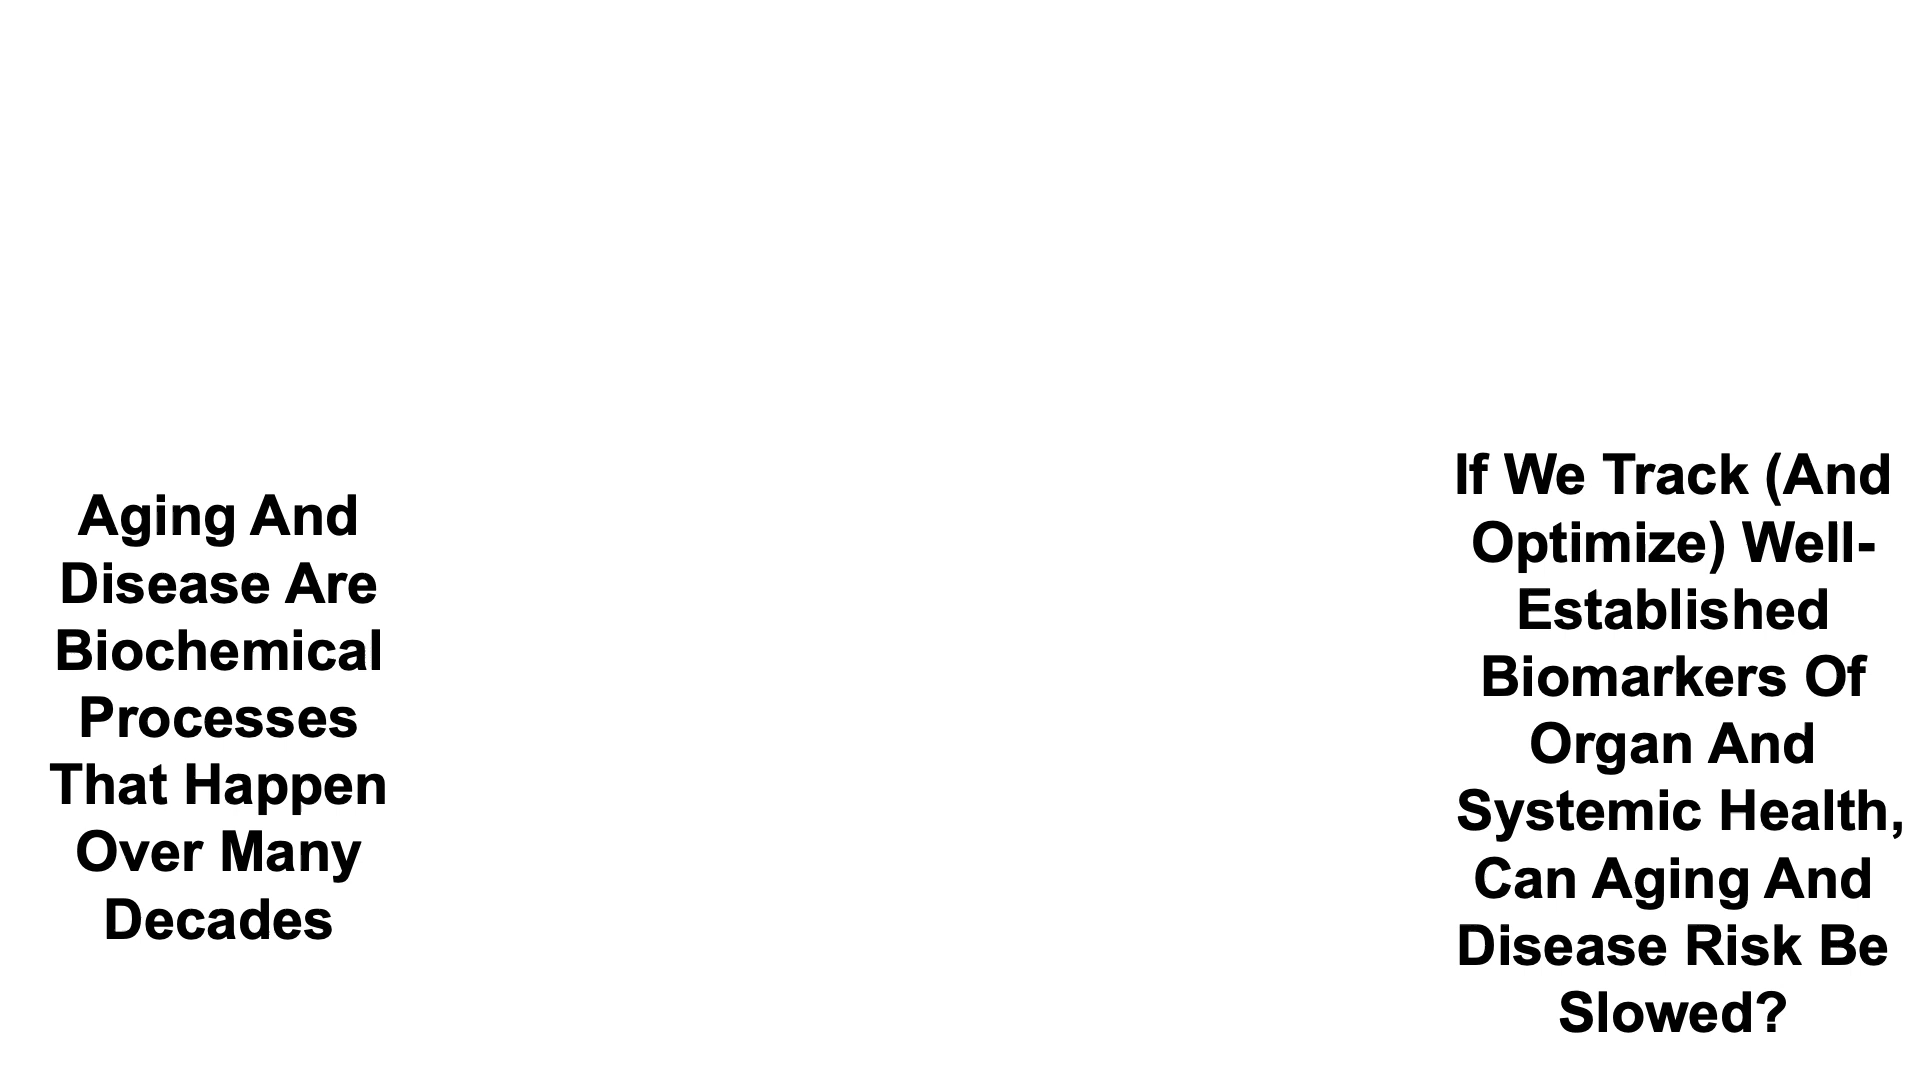 Aging And
Disease Are
Biochemical
Processes
That Happen
Over Many
Decades
If We Track (And
Optimize) Well-
Established
Biomarkers Of
Organ And
Systemic Health,
Can Aging And
Disease Risk Be
Slowed?